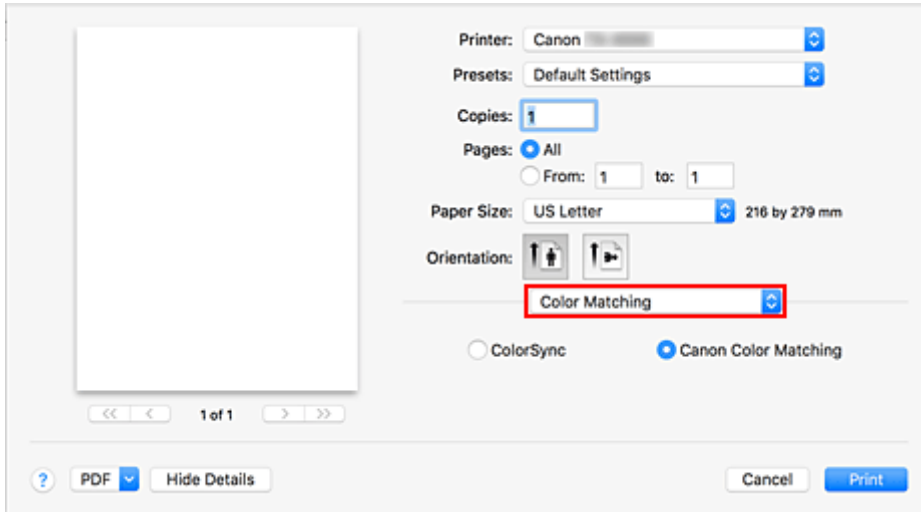 Printer: Canon
Presets: Default Settings
Copies: 1
Pages: All
From: 1 to: 1
Paper Size: US Letter 216 by 279 mm
Orientation:
Color Matching
ColorSync Canon Color Matching
<< < 1 of 1 > >>
? PDF Hide Details Cancel Print